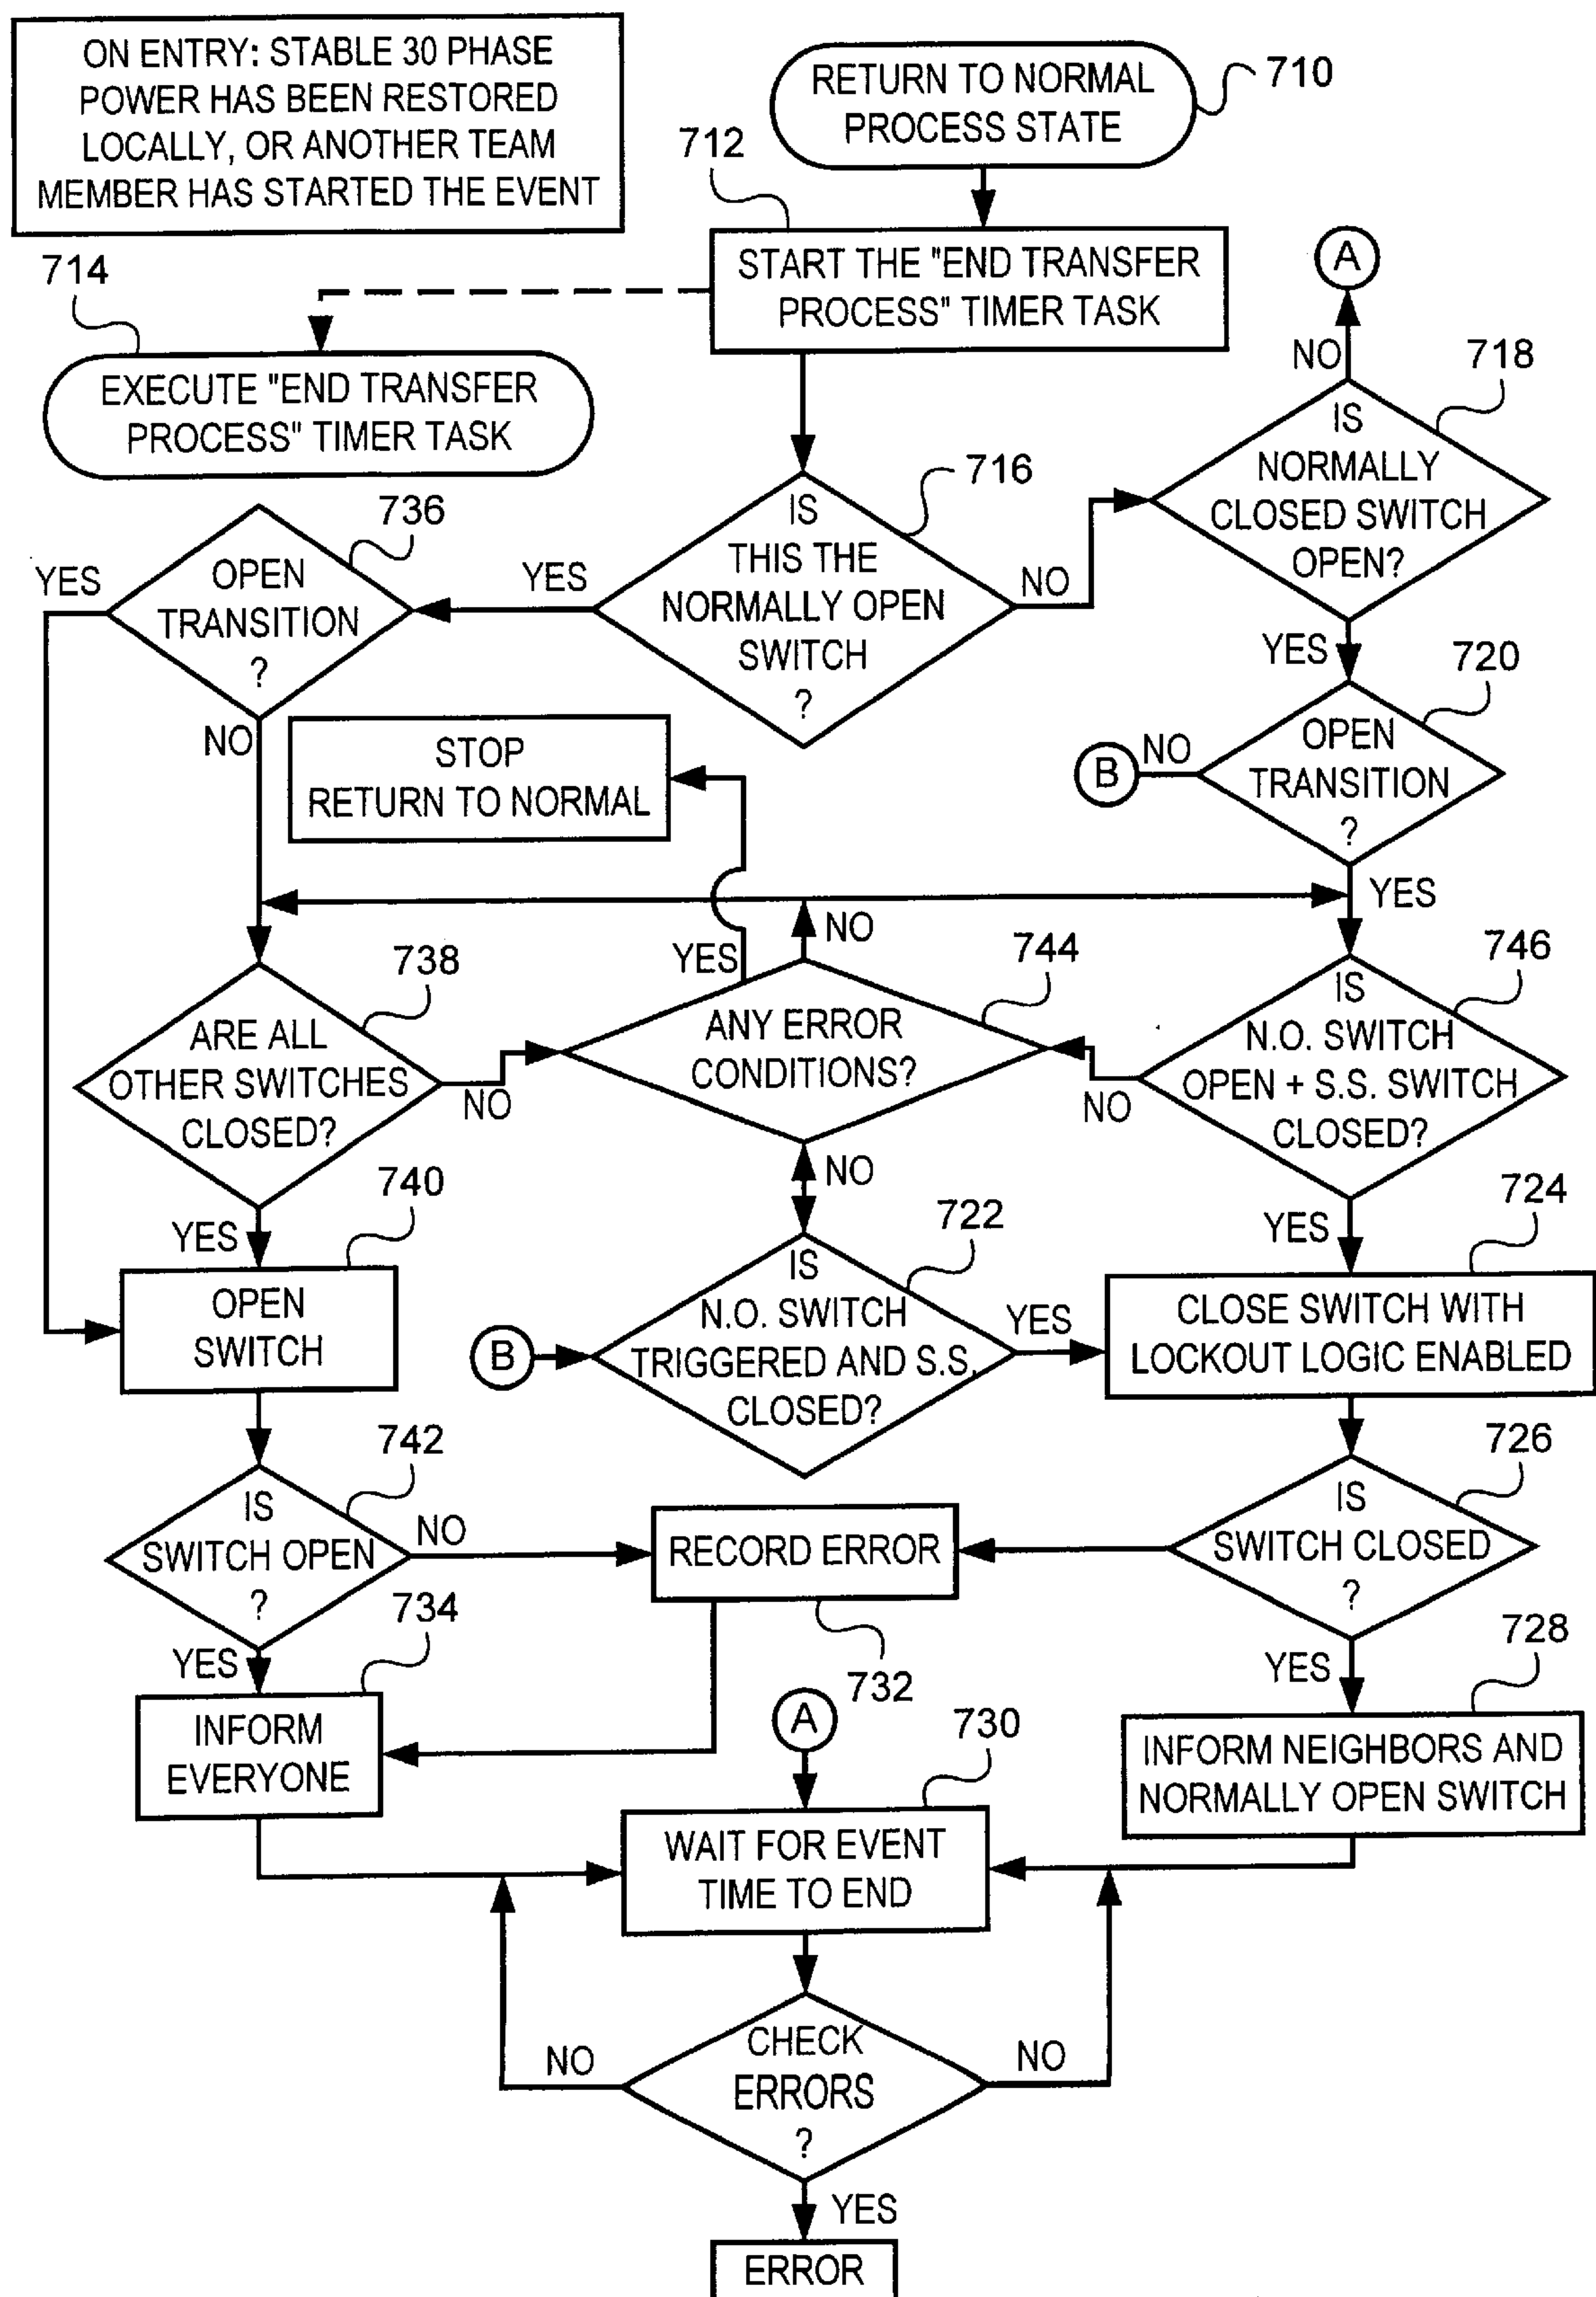 ON ENTRY: STABLE 30 PHASE
POWER HAS BEEN RESTORED
LOCALLY, OR ANOTHER TEAM
MEMBER HAS STARTED THE EVENT
RETURN TO NORMAL
PROCESS STATE
710
712
START THE "END TRANSFER
PROCESS" TIMER TASK
714
EXECUTE "END TRANSFER
PROCESS" TIMER TASK
A
NO
718
IS
NORMALLY
CLOSED SWITCH
OPEN?
YES
716
IS
THIS THE
NORMALLY OPEN
SWITCH
?
YES
NO
736
OPEN
TRANSITION
?
YES
NO
720
OPEN
TRANSITION
?
NO
B
YES
STOP
RETURN TO NORMAL
738
ARE ALL
OTHER SWITCHES
CLOSED?
NO
YES
744
ANY ERROR
CONDITIONS?
YES
NO
NO
746
IS
N.O. SWITCH
OPEN + S.S. SWITCH
CLOSED?
NO
YES
740
OPEN
SWITCH
722
IS
N.O. SWITCH
TRIGGERED AND S.S.
CLOSED?
B
YES
724
CLOSE SWITCH WITH
LOCKOUT LOGIC ENABLED
742
IS
SWITCH OPEN
?
NO
YES
RECORD ERROR
732
726
IS
SWITCH CLOSED
?
YES
734
INFORM
EVERYONE
728
INFORM NEIGHBORS AND
NORMALLY OPEN SWITCH
A
730
WAIT FOR EVENT
TIME TO END
CHECK
ERRORS
?
NO
NO
YES
ERROR